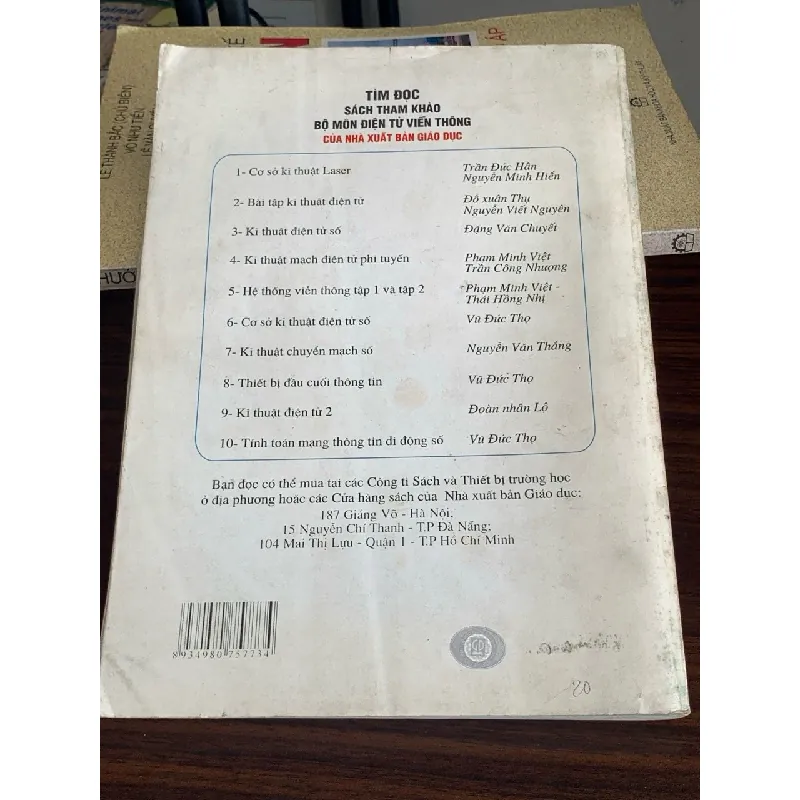 TÌM ĐỌC
SÁCH THAM KHẢO
BỘ MÔN ĐIỆN TỬ VIỄN THÔNG
CỦA NHÀ XUẤT BẢN GIÁO DỤC
1- Cơ sở kĩ thuật Laser Trần Đức Hân
Nguyễn Minh Hiển
2- Bài tập kĩ thuật điện tử Đỗ xuân Thụ
Nguyễn Viết Nguyên
3- Kĩ thuật điện tử số Đặng Văn Chuyết
4- Kĩ thuật mạch điện tử phi tuyến Phạm Minh Việt
Trần Công Nhượng
5- Hệ thống viễn thông tập 1 và tập 2 Phạm Minh Việt -
Thái Hồng Nhị
6- Cơ sở kĩ thuật điện tử số Vũ Đức Thọ
7- Kĩ thuật chuyển mạch số Nguyễn Văn Thắng
8- Thiết bị đầu cuối thông tin Vũ Đức Thọ
9- Kĩ thuật điện tử 2 Đoàn nhân Lộ
10- Tính toán mạng thông tin di động số Vũ Đức Thọ
Bạn đọc có thể mua tại các Công ti Sách và Thiết bị trường học
ở địa phương hoặc các Cửa hàng sách của Nhà xuất bản Giáo dục:
187 Giảng Võ - Hà Nội;
15 Nguyễn Chí Thanh - T.P Đà Nẵng;
104 Mai Thị Lựu - Quận 1 - T.P Hồ Chí Minh
8934980757734
20
LÊ THÀNH BẮC (CHỦ BIÊN)
VÕ NHƯ TIẾN